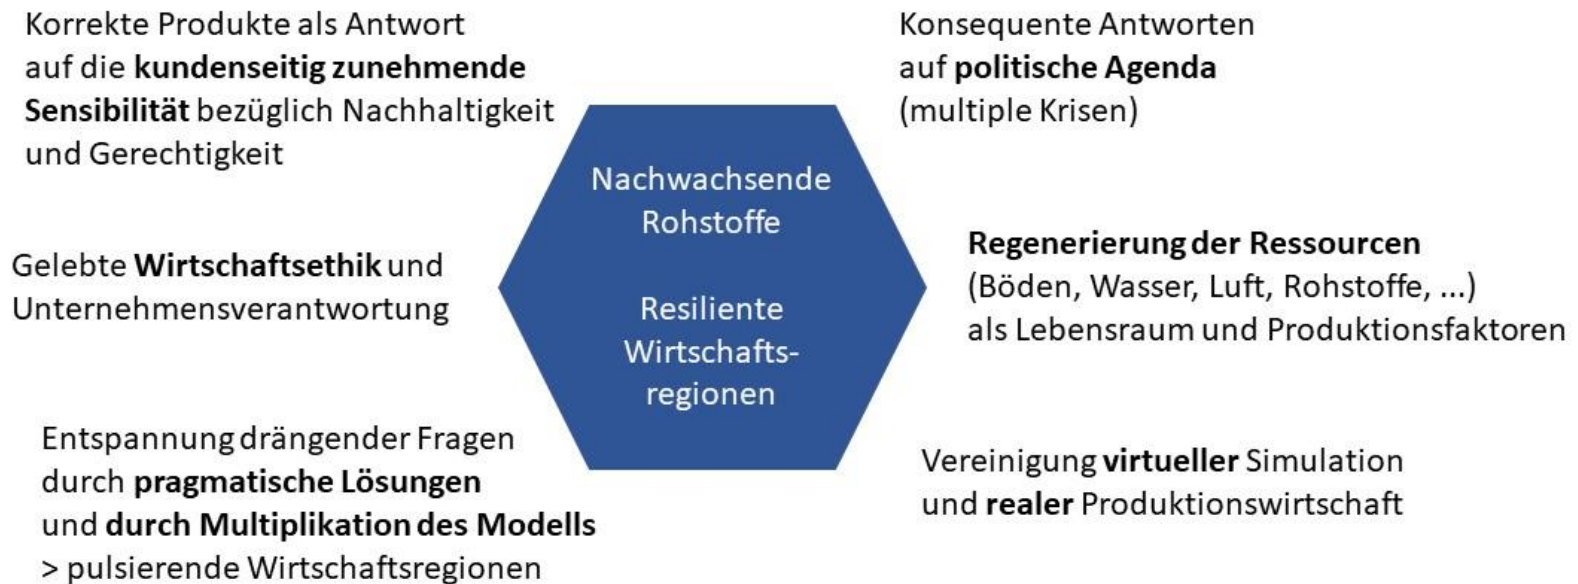 Korrekte Produkte als Antwort
auf die kundenseitig zunehmende
Sensibilität bezüglich Nachhaltigkeit
und Gerechtigkeit
Konsequente Antworten
auf politische Agenda
(multiple Krisen)
Nachwachsende
Rohstoffe
Resiliente
Wirtschafts-
regionen
Gelebte Wirtschaftsethik und
Unternehmensverantwortung
Regenerierung der Ressourcen
(Böden, Wasser, Luft, Rohstoffe, ...)
als Lebensraum und Produktionsfaktoren
Entspannung drängender Fragen
durch pragmatische Lösungen
und durch Multiplikation des Modells
> pulsierende Wirtschaftsregionen
Vereinigung virtueller Simulation
und realer Produktionswirtschaft